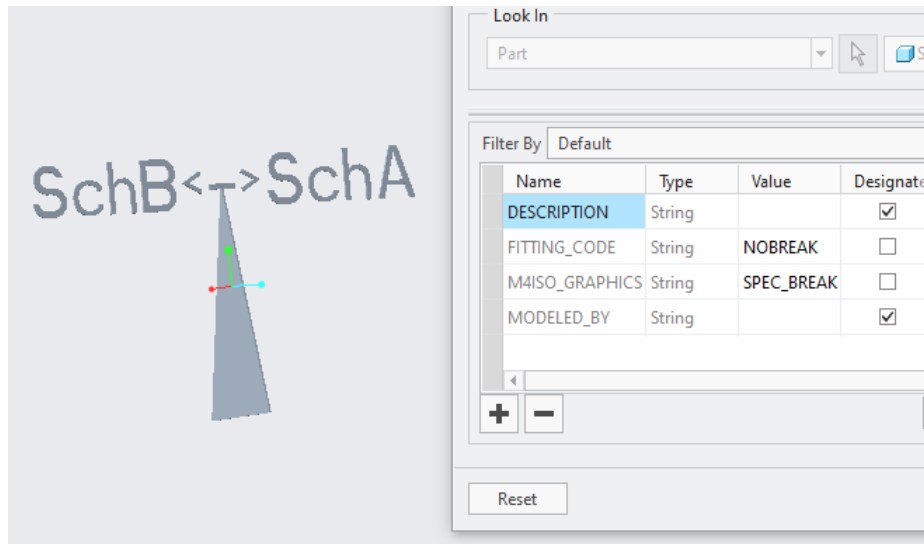 Look In
Part
S
Filter By Default
Name Type Value Designate
DESCRIPTION String
FITTING_CODE String NOBREAK
M4ISO_GRAPHICS String SPEC_BREAK
MODELED_BY String
Reset
SchB<T>SchA